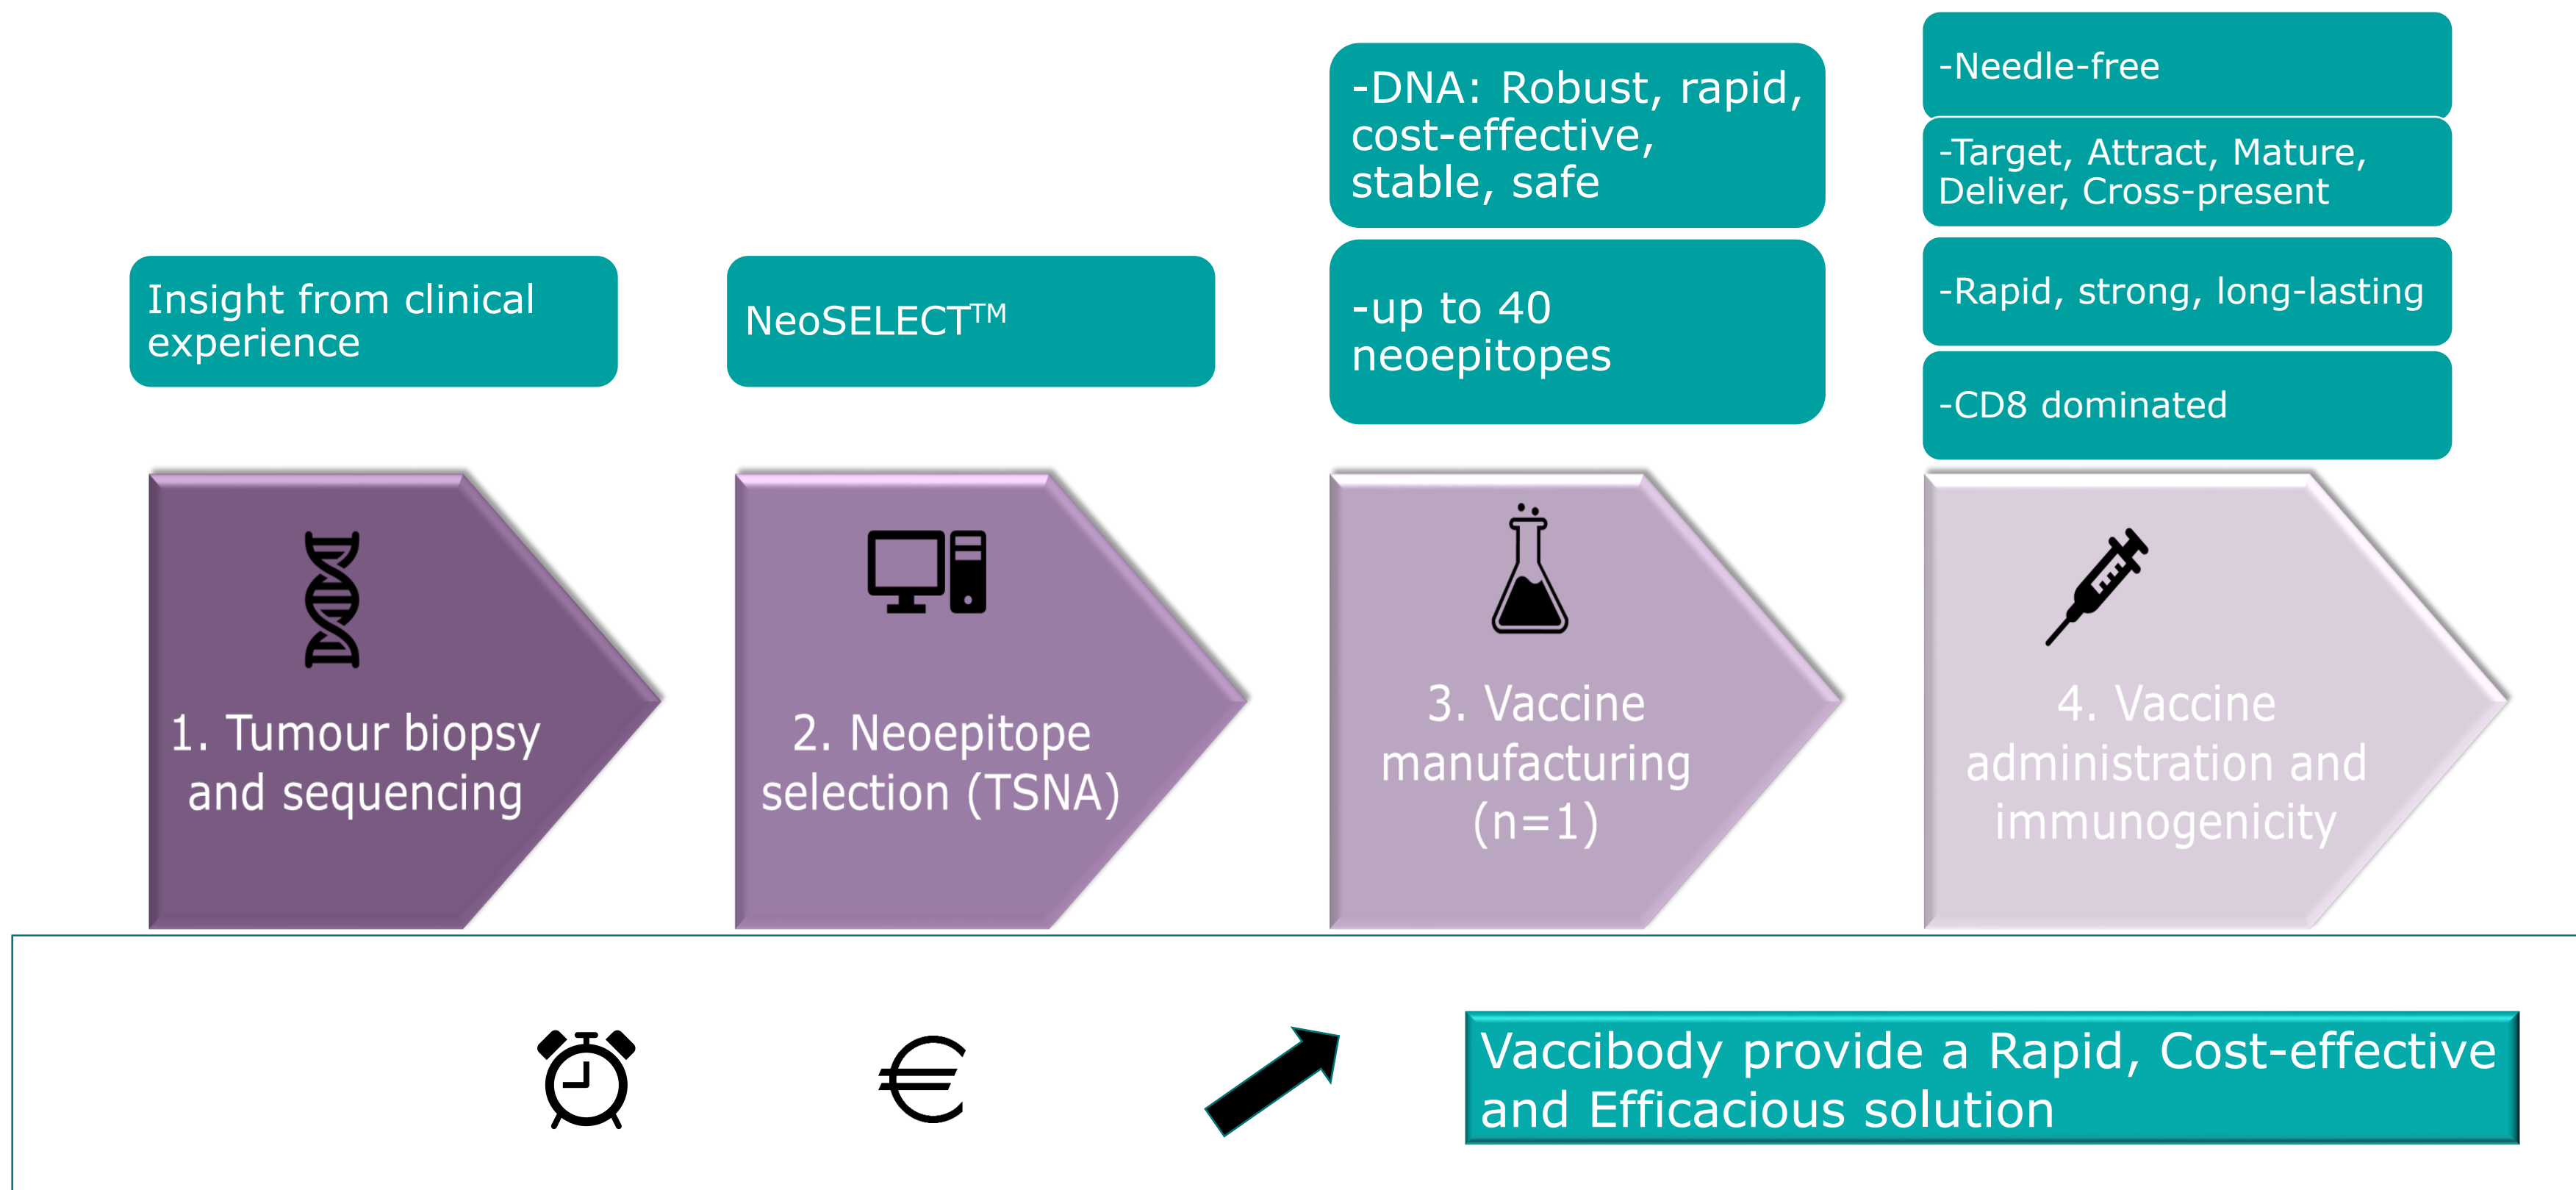 Insight from clinical
experience
NeoSELECT™
-DNA: Robust, rapid,
cost-effective,
stable, safe
-up to 40
neoepitopes
-Needle-free
-Target, Attract, Mature,
Deliver, Cross-present
-Rapid, strong, long-lasting
-CD8 dominated
1. Tumour biopsy
and sequencing
2. Neoepitope
selection (TSNA)
3. Vaccine
manufacturing
(n=1)
4. Vaccine
administration and
immunogenicity
€
Vaccibody provide a Rapid, Cost-effective
and Efficacious solution